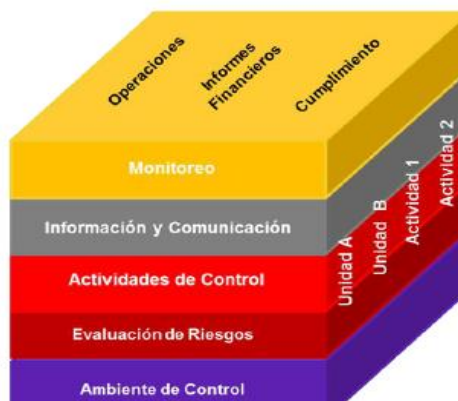 Operaciones
Informes
Financieros
Cumplimiento
Monitoreo
Información y Comunicación
Actividades de Control
Evaluación de Riesgos
Ambiente de Control
Unidad A
Unidad B
Actividad 1
Actividad 2